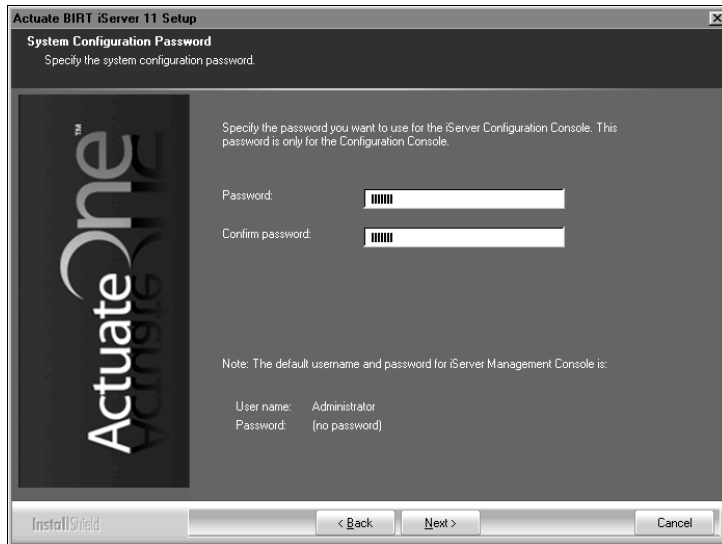 Actuate BIRT iServer 11 Setup
System Configuration Password
Specify the system configuration password.
ActuateOne™
Specify the password you want to use for the iServer Configuration Console. This
password is only for the Configuration Console.
Password:
Confirm password:
Note: The default username and password for iServer Management Console is:
User name: Administrator
Password: (no password)
InstallShield
< Back
Next >
Cancel